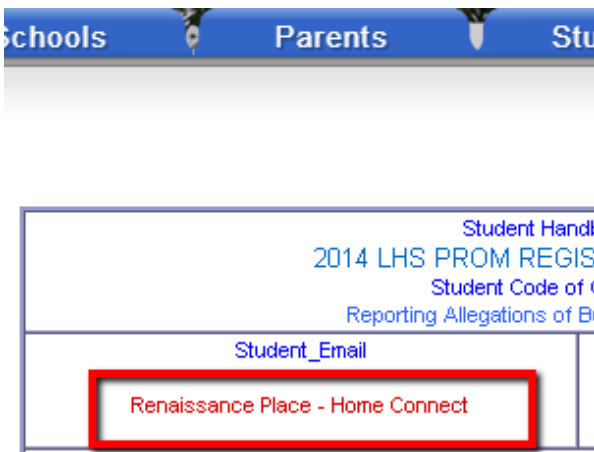 Schools Parents Stu
Student Handb
2014 LHS PROM REGIS
Student Code of
Reporting Allegations of
Student_Email
Renaissance Place - Home Connect